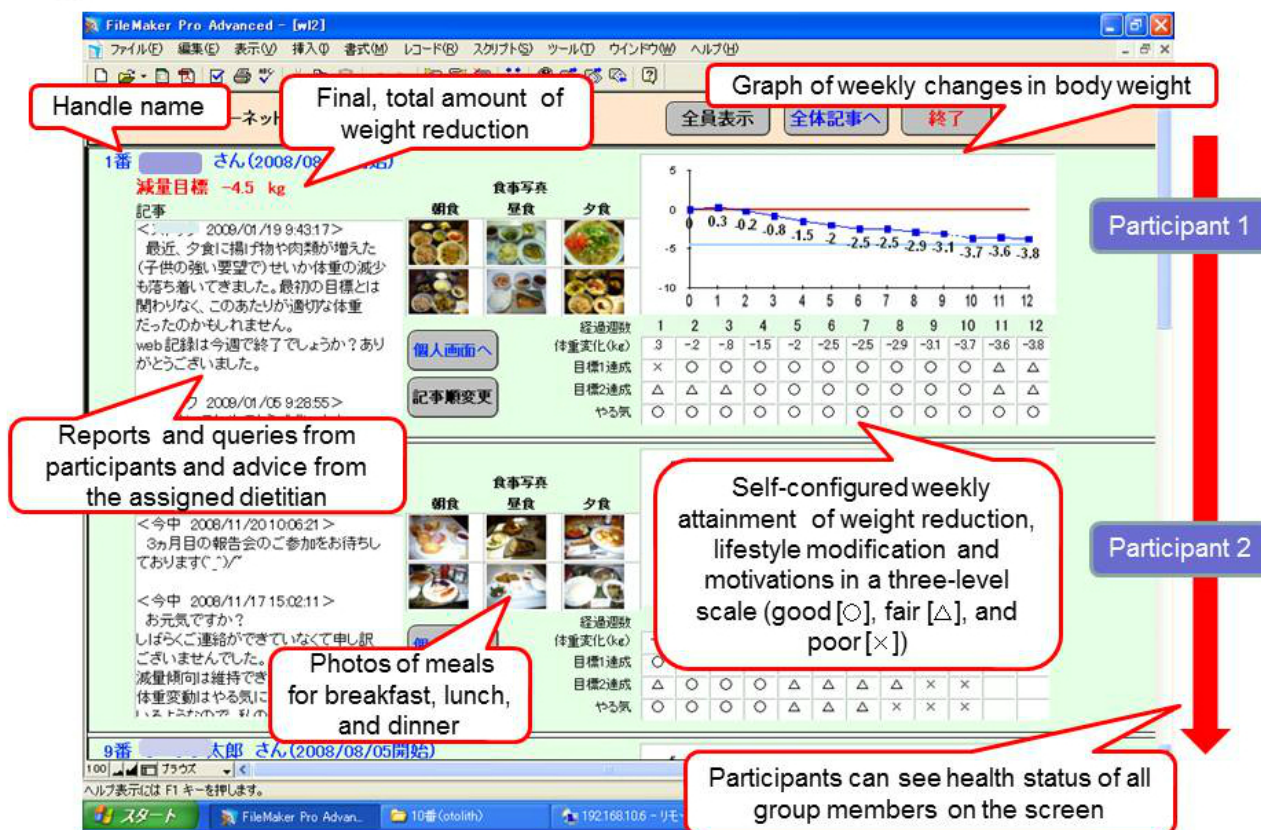 FileMaker Pro Advanced - [wl2]
ファイル(F) 編集(E) 表示(V) 挿入(I) 書式(M) レコード(R) スクリプト(S) ツール(T) ウインドウ(W) ヘルプ(H)
Handle name
Final, total amount of
weight reduction
Graph of weekly changes in body weight
ーネット
全員表示 全体記事へ 終了
1番 さん(2008/08
減量目標 -4.5 kg
記事
2009/01/19 9:43:17>
最近、夕食に揚げ物や肉類が増えた
(子供の強い要望で)せいか体重の減少
も落ち着いてきました。最初の目標とは
関わりなく、このあたりが適切な体重
だったのかもしれません。
web記録は今週で終了でしょうか?あり
がとうございました。
2009/01/05 9:28:55>
食事写真
朝食 昼食 夕食
個人画面へ
記事順変更
5
0
-5
-10
0 0.3 -0.2 -0.8 -1.5 -2 -2.5 -2.5 -2.9 -3.1 -3.7 -3.6 -3.8
0 1 2 3 4 5 6 7 8 9 10 11 12
経過週数 1 2 3 4 5 6 7 8 9 10 11 12
体重変化(kg) .3 -.2 -.8 -1.5 -2 -2.5 -2.5 -2.9 -3.1 -3.7 -3.6 -3.8
目標1達成 × ○ ○ ○ ○ ○ ○ ○ ○ ○ △ △
目標2達成 △ △ △ ○ ○ ○ ○ ○ ○ ○ △ △
やる気 ○ ○ ○ ○ ○ ○ ○ ○ ○ ○ ○ ○
Participant 1
Reports and queries from
participants and advice from
the assigned dietitian
<今中 2008/11/20 10:06:21>
3ヵ月目の報告会のご参加をお待ちし
ております(^_^)/~
<今中 2008/11/17 15:02:11>
お元気ですか?
しばらくご連絡ができていなくて申し訳
ございませんでした。
減量傾向は維持でき
体重変動はやる気に
食事写真
朝食 昼食 夕食
Photos of meals
for breakfast, lunch,
and dinner
Self-configured weekly
attainment of weight reduction,
lifestyle modification and
motivations in a three-level
scale (good [○], fair [△], and
poor [×])
経過週数
体重変化(kg)
目標1達成 ○
目標2達成 △ ○ ○ ○ △ △ △ △ × ×
やる気 ○ ○ ○ ○ △ △ △ × × ×
Participant 2
9番 太郎 さん(2008/08/05開始)
Participants can see health status of all
group members on the screen
100 ブラウズ
ヘルプ表示には F1 キーを押します。
スタート FileMaker Pro Advan... 10番(otolith) 192.168.10.6 - リモ